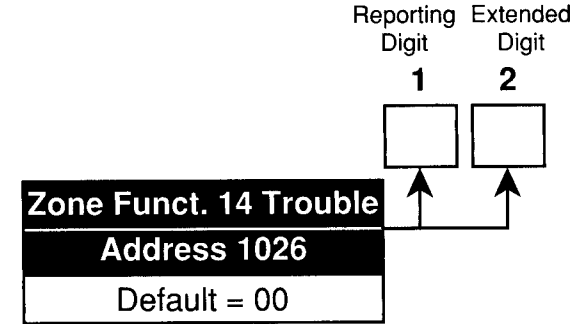 Reporting Extended
Digit Digit
1 2
Zone Funct. 14 Trouble
Address 1026
Default = 00